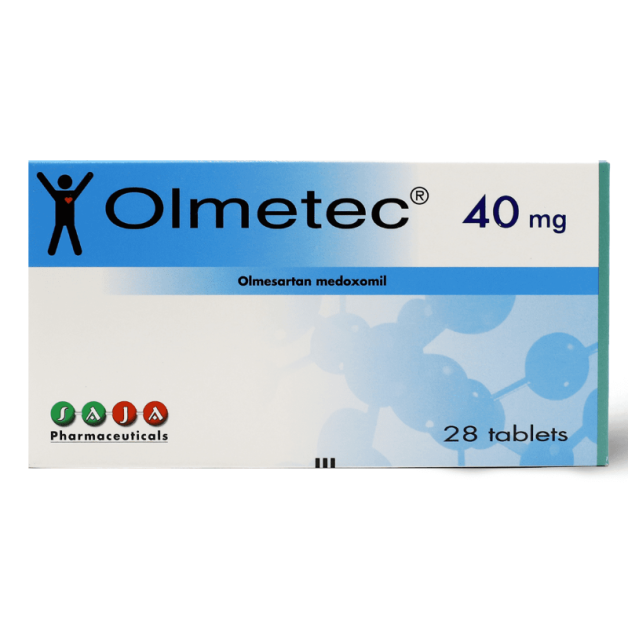 Olmetec® 40 mg
Olmesartan medoxomil
SAJA
Pharmaceuticals
28 tablets